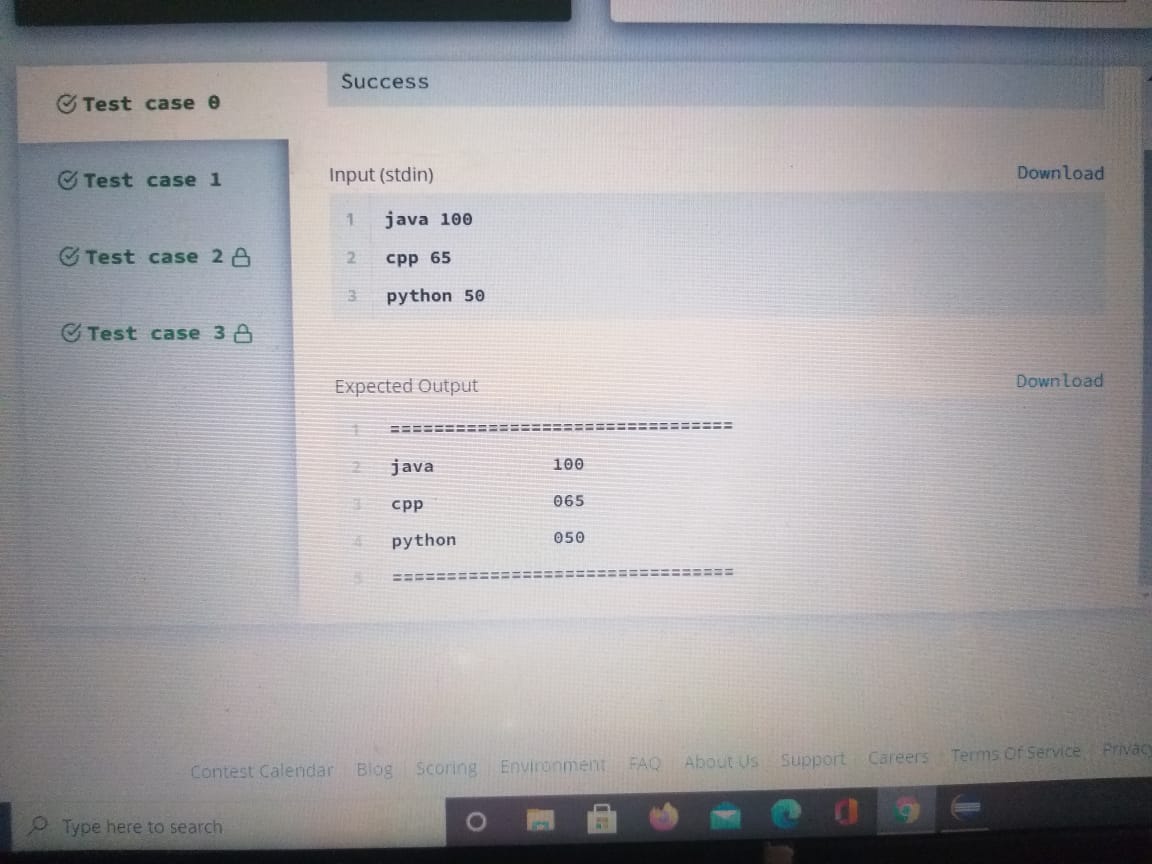 Test case 0
Test case 1
Test case 2
Test case 3
Success
Input (stdin)
Download
1 java 100
2 cpp 65
3 python 50
Expected Output
Download
1 ================================
2 java 100
3 cpp 065
4 python 050
5 ================================
Contest Calendar Blog Scoring Environment FAQ About Us Support Careers Terms Of Service Privacy
Type here to search